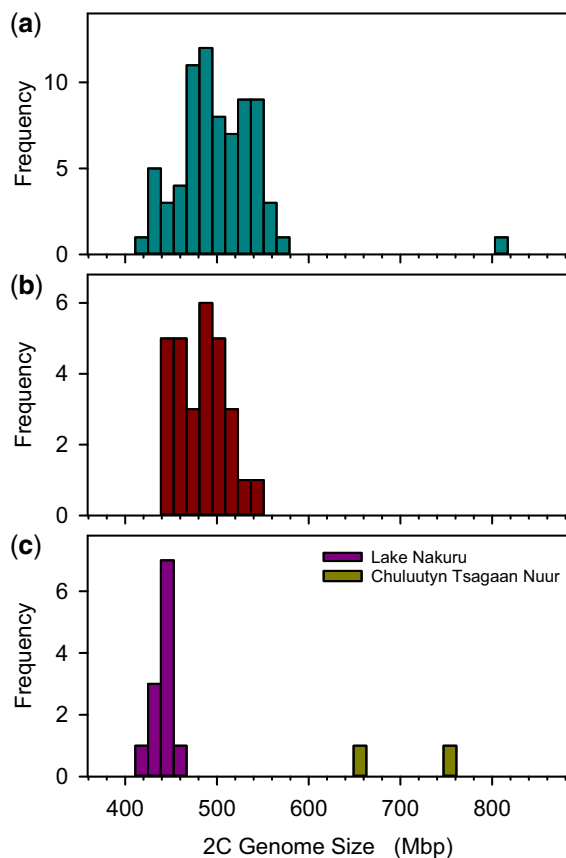 (a)
Frequency
10
5
0
(b)
Frequency
6
4
2
0
(c)
Lake Nakuru
Chuluutyn Tsagaan Nuur
Frequency
6
4
2
0
400 500 600 700 800
2C Genome Size (Mbp)